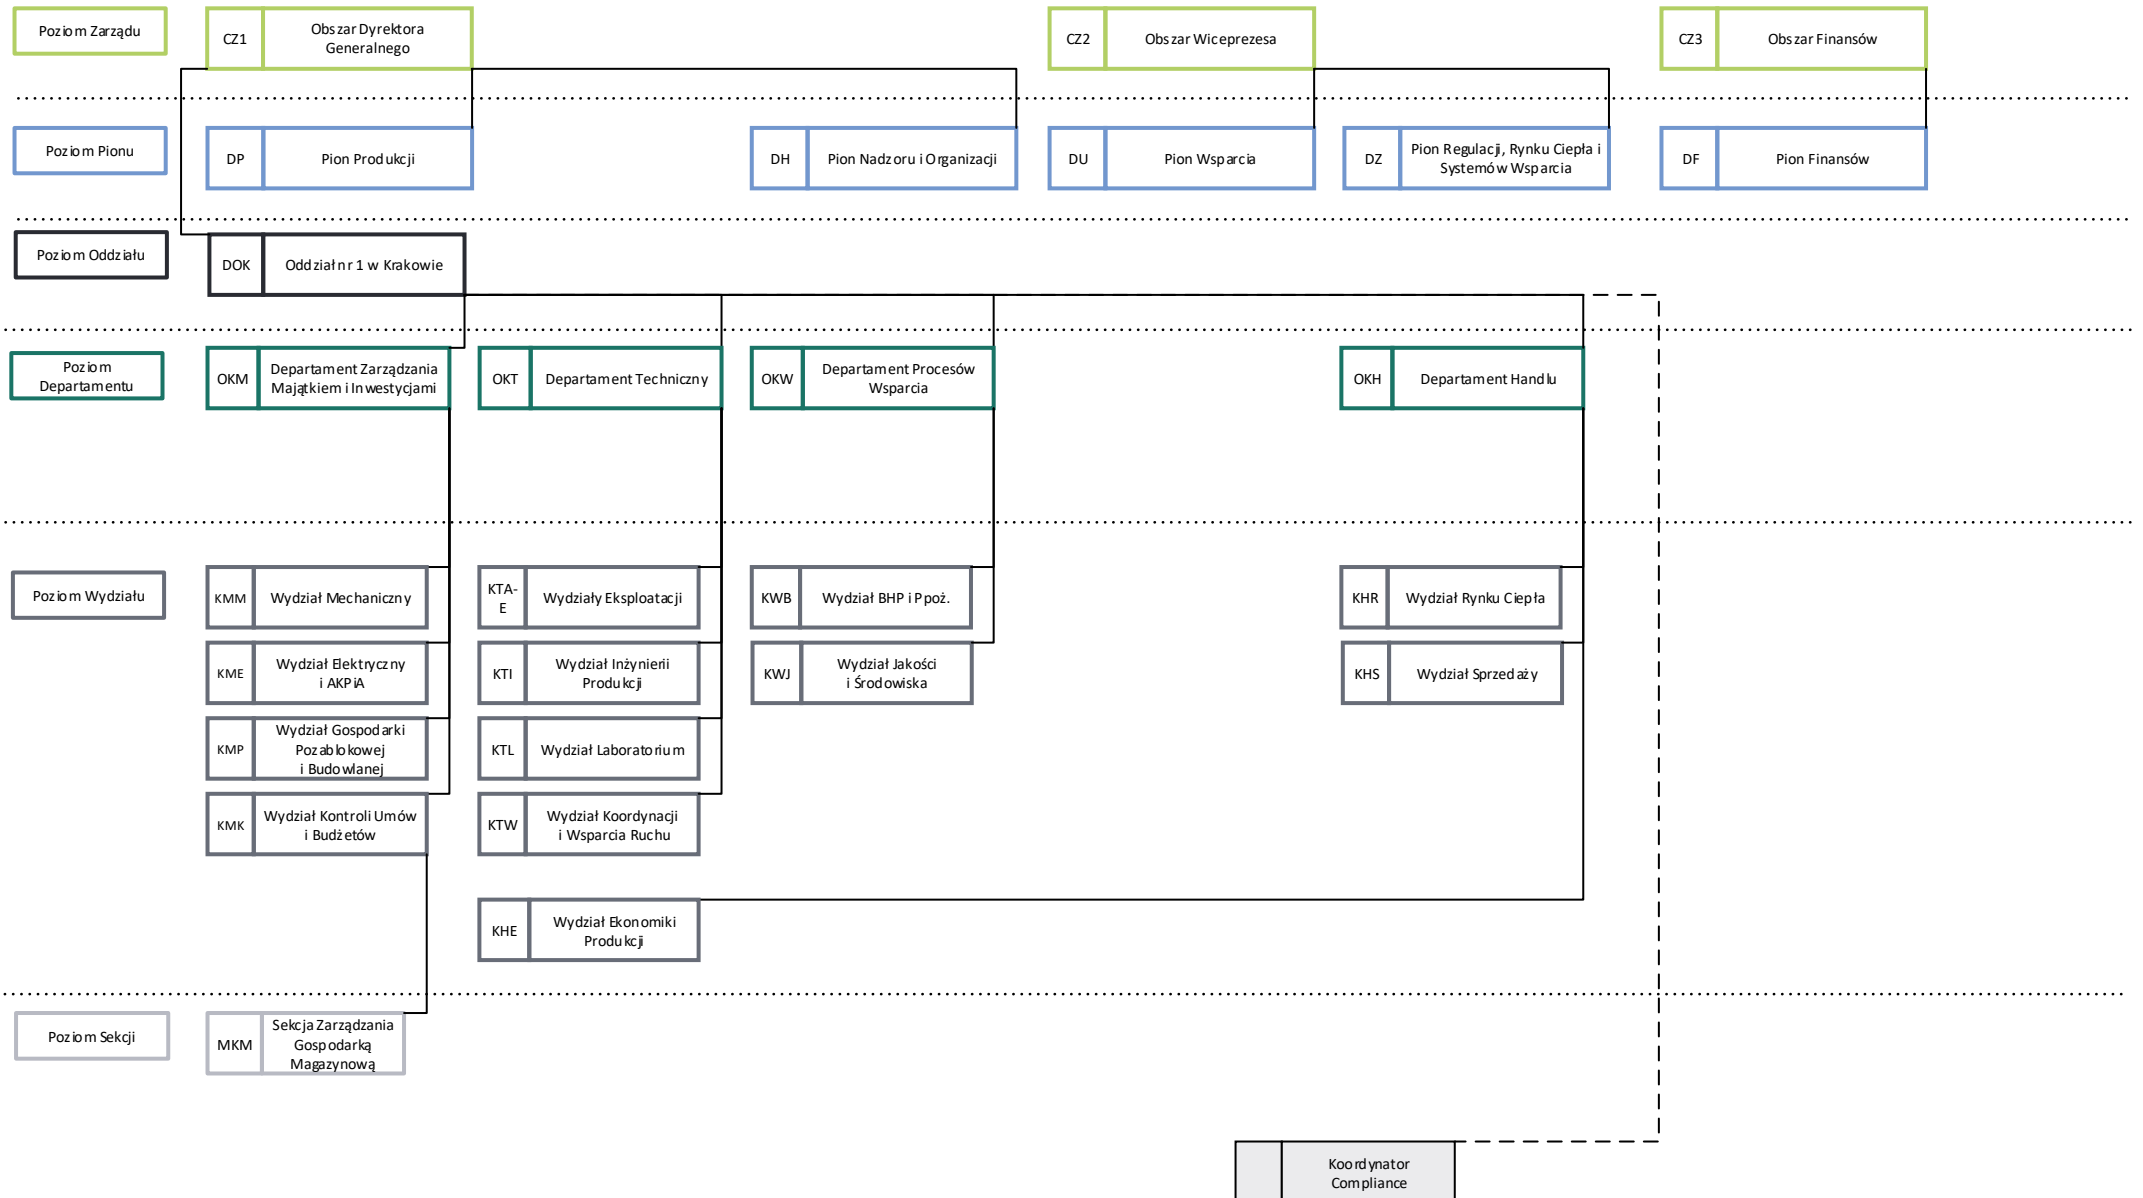 Poziom Zarządu
CZ1
Obszar Dyrektora
Generalnego
CZ2
Obszar Wiceprezesa
CZ3
Obszar Finansów
Poziom Pionu
DP
Pion Produkcji
DH
Pion Nadzoru i Organizacji
DU
Pion Wsparcia
DZ
Pion Regulacji, Rynku Ciepła i
Systemów Wsparcia
DF
Pion Finansów
Poziom Oddziału
DOK
Oddział nr 1 w Krakowie
Poziom
Departamentu
OKM
Departament Zarządzania
Majątkiem i Inwestycjami
OKT
Departament Techniczny
OKW
Departament Procesów
Wsparcia
OKH
Departament Handlu
Poziom Wydziału
KMM
Wydział Mechaniczny
KTA-
E
Wydziały Eksploatacji
KWB
Wydział BHP i Ppoż.
KHR
Wydział Rynku Ciepła
KME
Wydział Elektryczny
i AKPiA
KTI
Wydział Inżynierii
Produkcji
KWJ
Wydział Jakości
i Środowiska
KHS
Wydział Sprzedaży
KMP
Wydział Gospodarki
Pozablokowej
i Budowlanej
KTL
Wydział Laboratorium
KMK
Wydział Kontroli Umów
i Budżetów
KTW
Wydział Koordynacji
i Wsparcia Ruchu
KHE
Wydział Ekonomiki
Produkcji
Poziom Sekcji
MKM
Sekcja Zarządzania
Gospodarką
Magazynową
Koordynator
Compliance